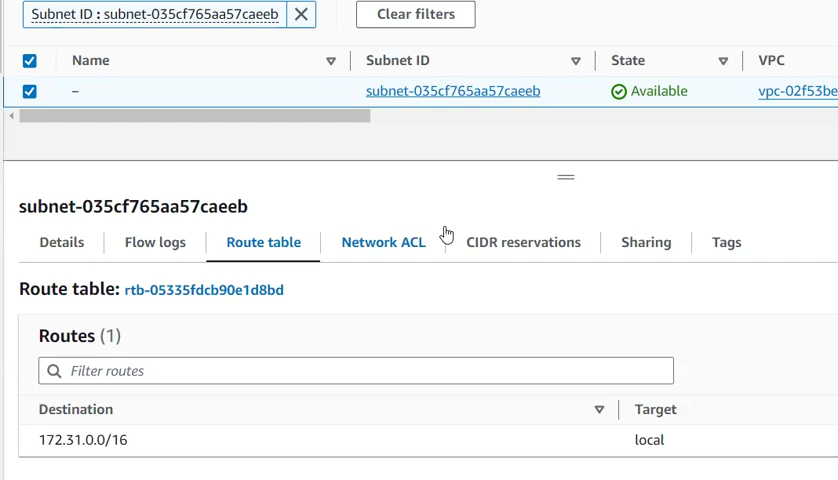 Subnet ID : subnet-035cf765aa57caeeb
Clear filters
Name Subnet ID State VPC
– subnet-035cf765aa57caeeb Available vpc-02f53be
subnet-035cf765aa57caeeb
Details Flow logs Route table Network ACL CIDR reservations Sharing Tags
Route table: rtb-05335fdcb90e1d8bd
Routes (1)
Filter routes
Destination Target
172.31.0.0/16 local